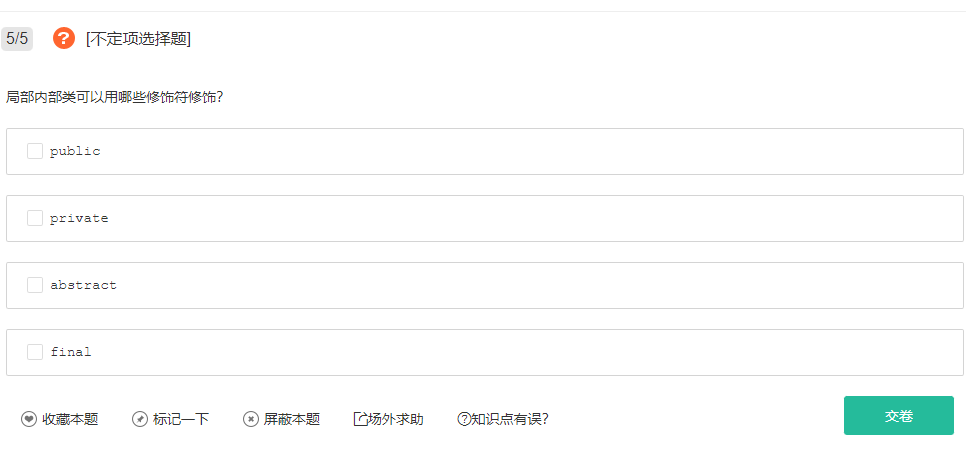 5/5 ? [不定项选择题]
局部内部类可以用哪些修饰符修饰?
public
private
abstract
final
收藏本题 标记一下 屏蔽本题 场外求助 ?知识点有误? 交卷